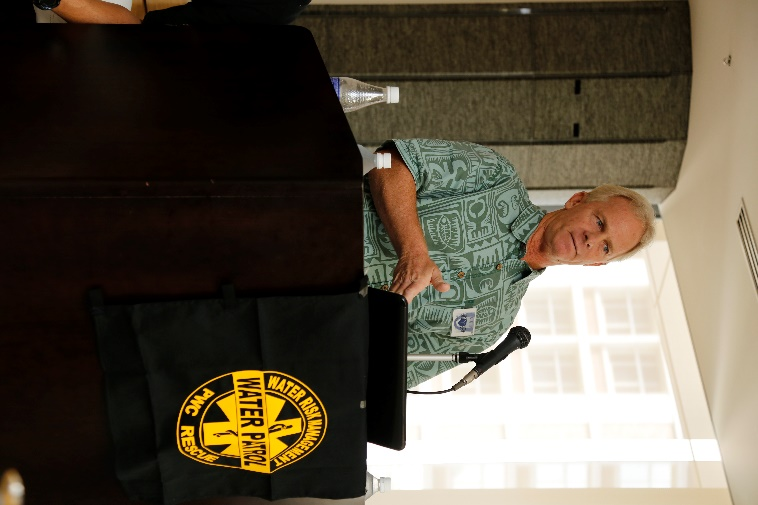 WATER RISK MANAGEMENT
WATER PATROL
PWC RESCUE